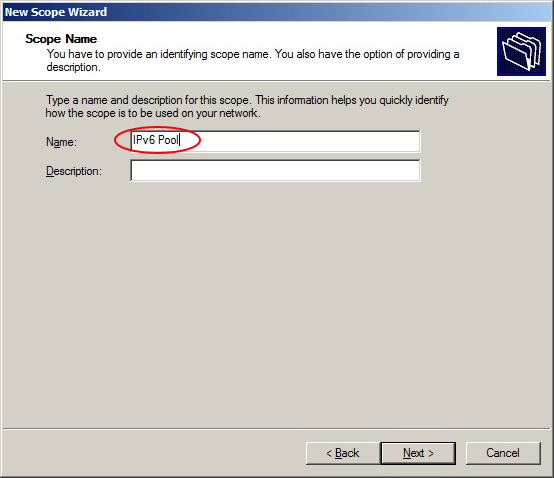 New Scope Wizard
Scope Name
You have to provide an identifying scope name. You also have the option of providing a
description.
Type a name and description for this scope. This information helps you quickly identify
how the scope is to be used on your network.
Name:
IPv6 Pool
Description:
< Back
Next >
Cancel